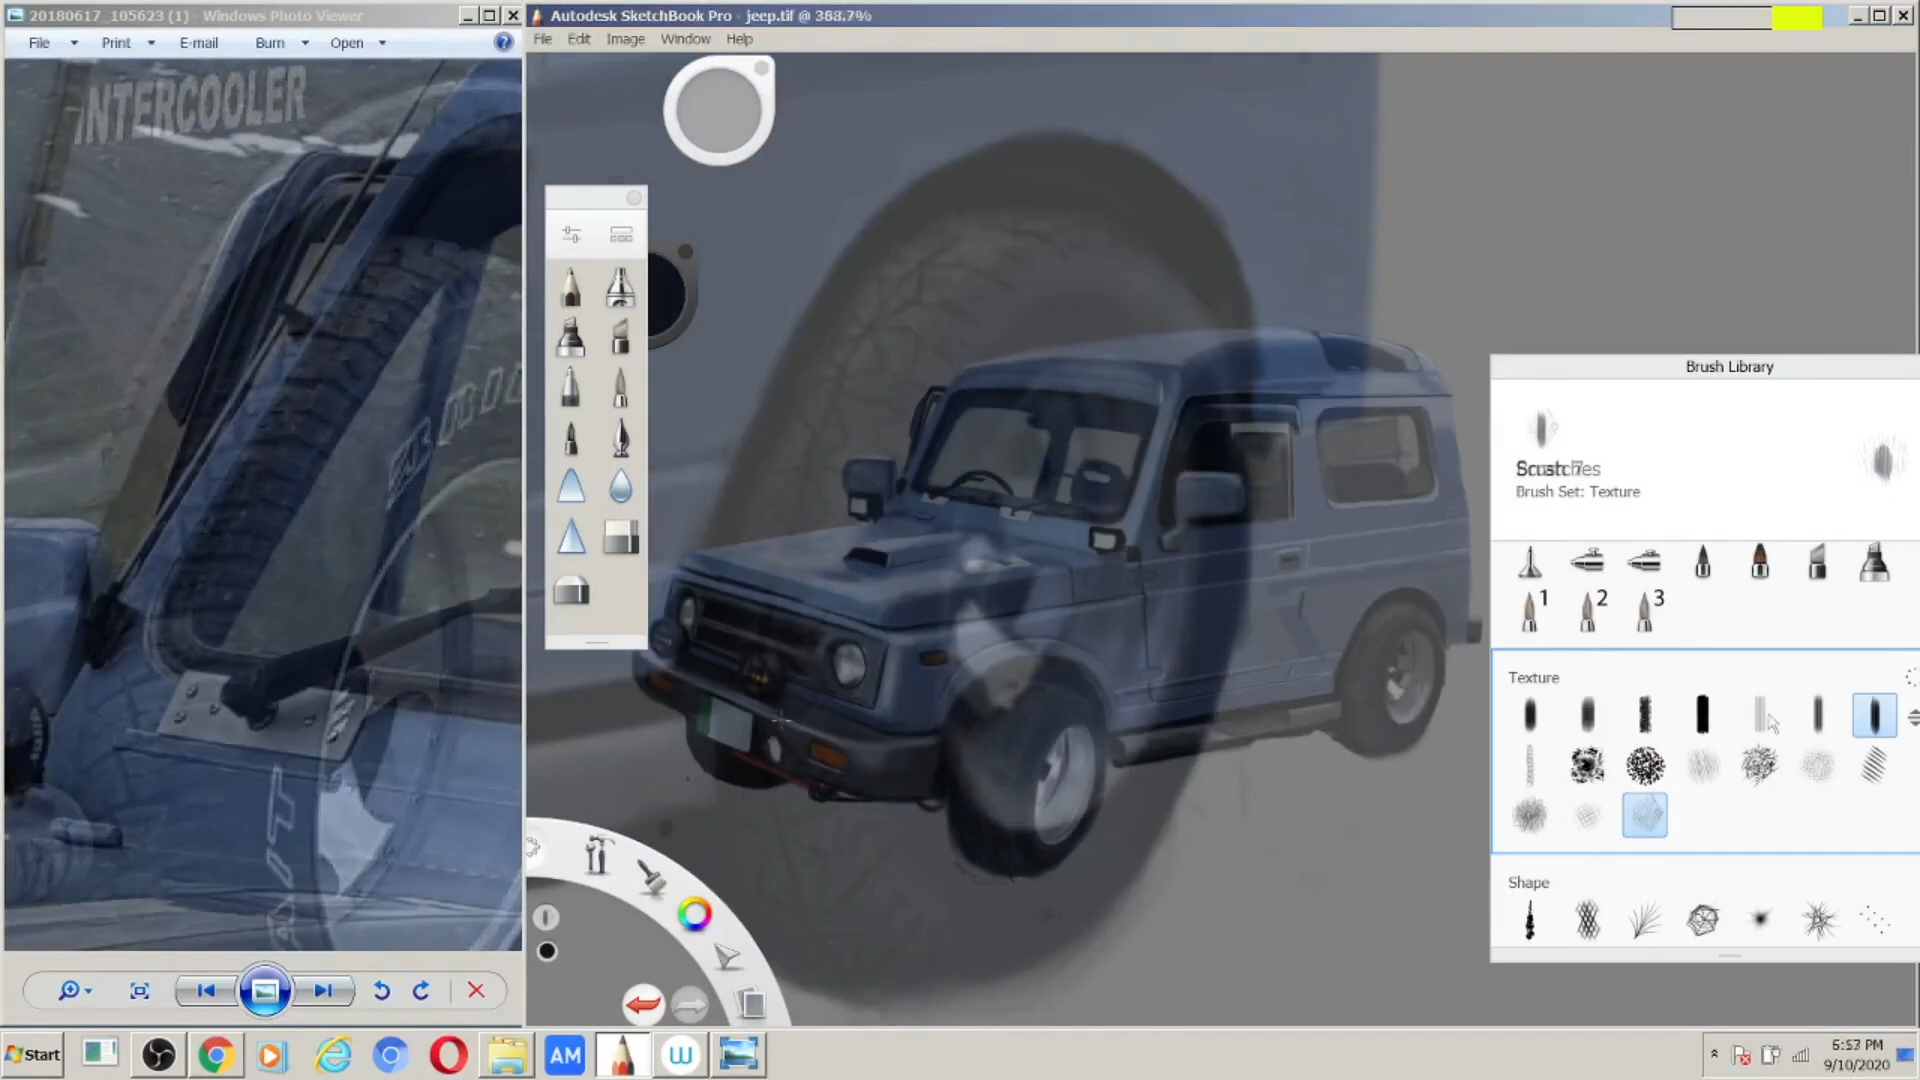 20180617_105623 (1) - Windows Photo Viewer
File Print E-mail Burn Open
INTERCOOLER
Autodesk SketchBook Pro - jeep.tif @ 388.7%
File Edit Image Window Help
Brush Library
Brush Set: Texture
1 2 3
Texture
Shape
Start
AM
6:53 PM
9/10/2020